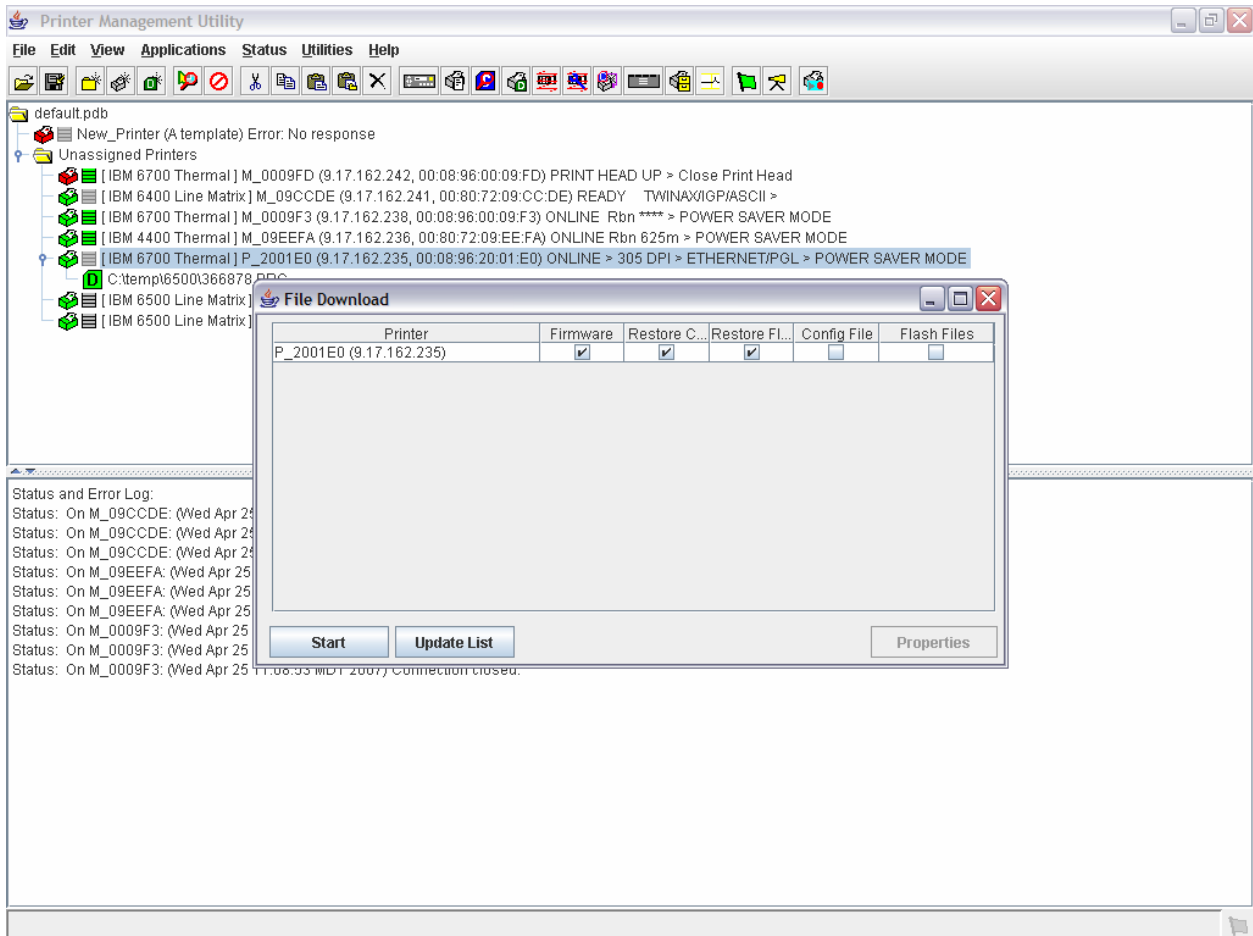 Printer Management Utility
File Edit View Applications Status Utilities Help
default.pdb
New_Printer (A template) Error: No response
Unassigned Printers
[ IBM 6700 Thermal ] M_0009FD (9.17.162.242, 00:08:96:00:09:FD) PRINT HEAD UP > Close Print Head
[ IBM 6400 Line Matrix ] M_09CCDE (9.17.162.241, 00:80:72:09:CC:DE) READY TWINAX/IGP/ASCII >
[ IBM 6700 Thermal ] M_0009F3 (9.17.162.238, 00:08:96:00:09:F3) ONLINE Rbn **** > POWER SAVER MODE
[ IBM 4400 Thermal ] M_09EEFA (9.17.162.236, 00:80:72:09:EE:FA) ONLINE Rbn 625m > POWER SAVER MODE
[ IBM 6700 Thermal ] P_2001E0 (9.17.162.235, 00:08:96:20:01:E0) ONLINE > 305 DPI > ETHERNET/PGL > POWER SAVER MODE
D C:\temp\6500\366878.PRG
[ IBM 6500 Line Matrix ]
[ IBM 6500 Line Matrix ]
File Download
Printer Firmware Restore C... Restore Fl... Config File Flash Files
P_2001E0 (9.17.162.235)
Start Update List Properties
Status and Error Log:
Status: On M_09CCDE: (Wed Apr 25
Status: On M_09CCDE: (Wed Apr 25
Status: On M_09CCDE: (Wed Apr 25
Status: On M_09EEFA: (Wed Apr 25
Status: On M_09EEFA: (Wed Apr 25
Status: On M_09EEFA: (Wed Apr 25
Status: On M_0009F3: (Wed Apr 25
Status: On M_0009F3: (Wed Apr 25
Status: On M_0009F3: (Wed Apr 25 11:08:53 MDT 2007) Connection closed.